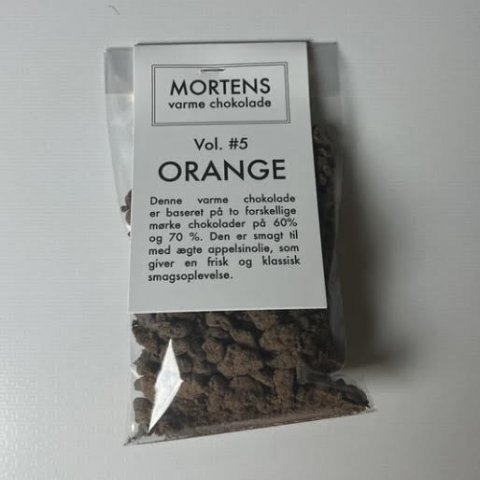 MORTENS
varme chokolade
Vol. #5
ORANGE
Denne varme chokolade
er baseret på to forskellige
mørke chokolader på 60%
og 70 %. Den er smagt til
med ægte appelsinolie, som
giver en frisk og klassisk
smagsoplevelse.